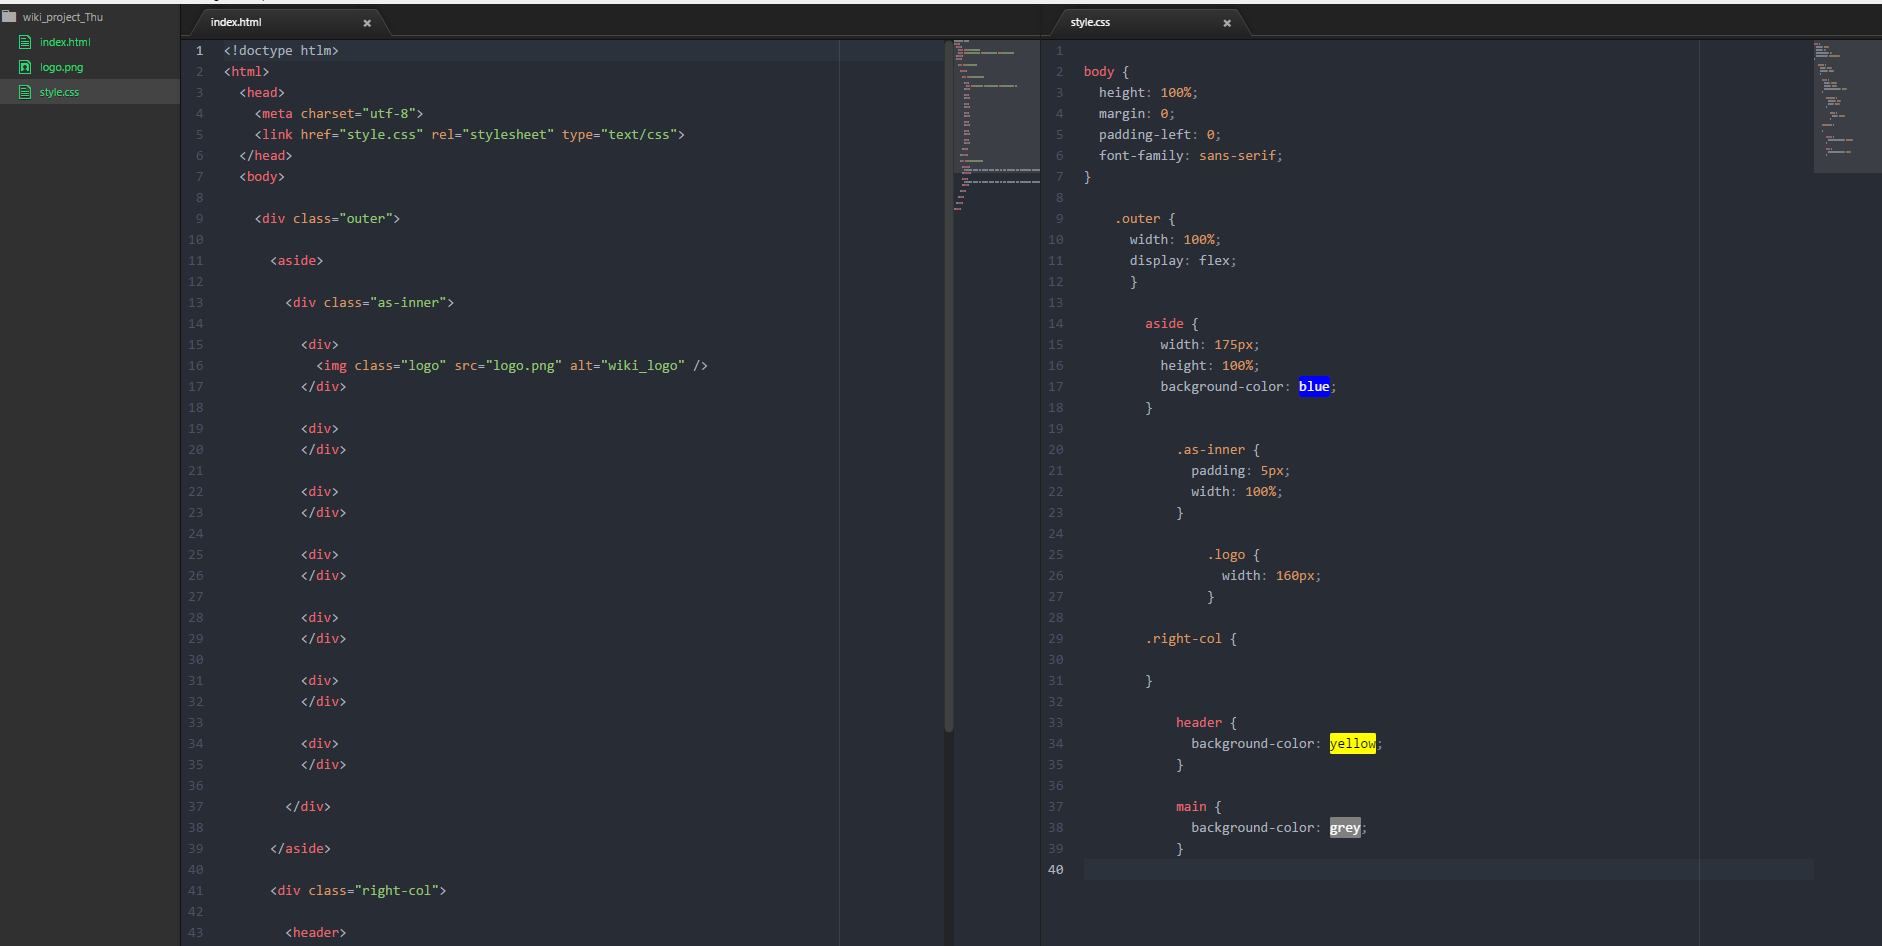 wiki_project_Thu
index.html
logo.png
style.css
index.html ×
1 <!doctype htlm>
2 <html>
3 <head>
4 <meta charset="utf-8">
5 <link href="style.css" rel="stylesheet" type="text/css">
6 </head>
7 <body>
8
9 <div class="outer">
10
11 <aside>
12
13 <div class="as-inner">
14
15 <div>
16 <img class="logo" src="logo.png" alt="wiki_logo" />
17 </div>
18
19 <div>
20 </div>
21
22 <div>
23 </div>
24
25 <div>
26 </div>
27
28 <div>
29 </div>
30
31 <div>
32 </div>
33
34 <div>
35 </div>
36
37 </div>
38
39 </aside>
40
41 <div class="right-col">
42
43 <header>
style.css ×
1
2 body {
3 height: 100%;
4 margin: 0;
5 padding-left: 0;
6 font-family: sans-serif;
7 }
8
9 .outer {
10 width: 100%;
11 display: flex;
12 }
13
14 aside {
15 width: 175px;
16 height: 100%;
17 background-color: blue;
18 }
19
20 .as-inner {
21 padding: 5px;
22 width: 100%;
23 }
24
25 .logo {
26 width: 160px;
27 }
28
29 .right-col {
30
31 }
32
33 header {
34 background-color: yellow;
35 }
36
37 main {
38 background-color: grey;
39 }
40